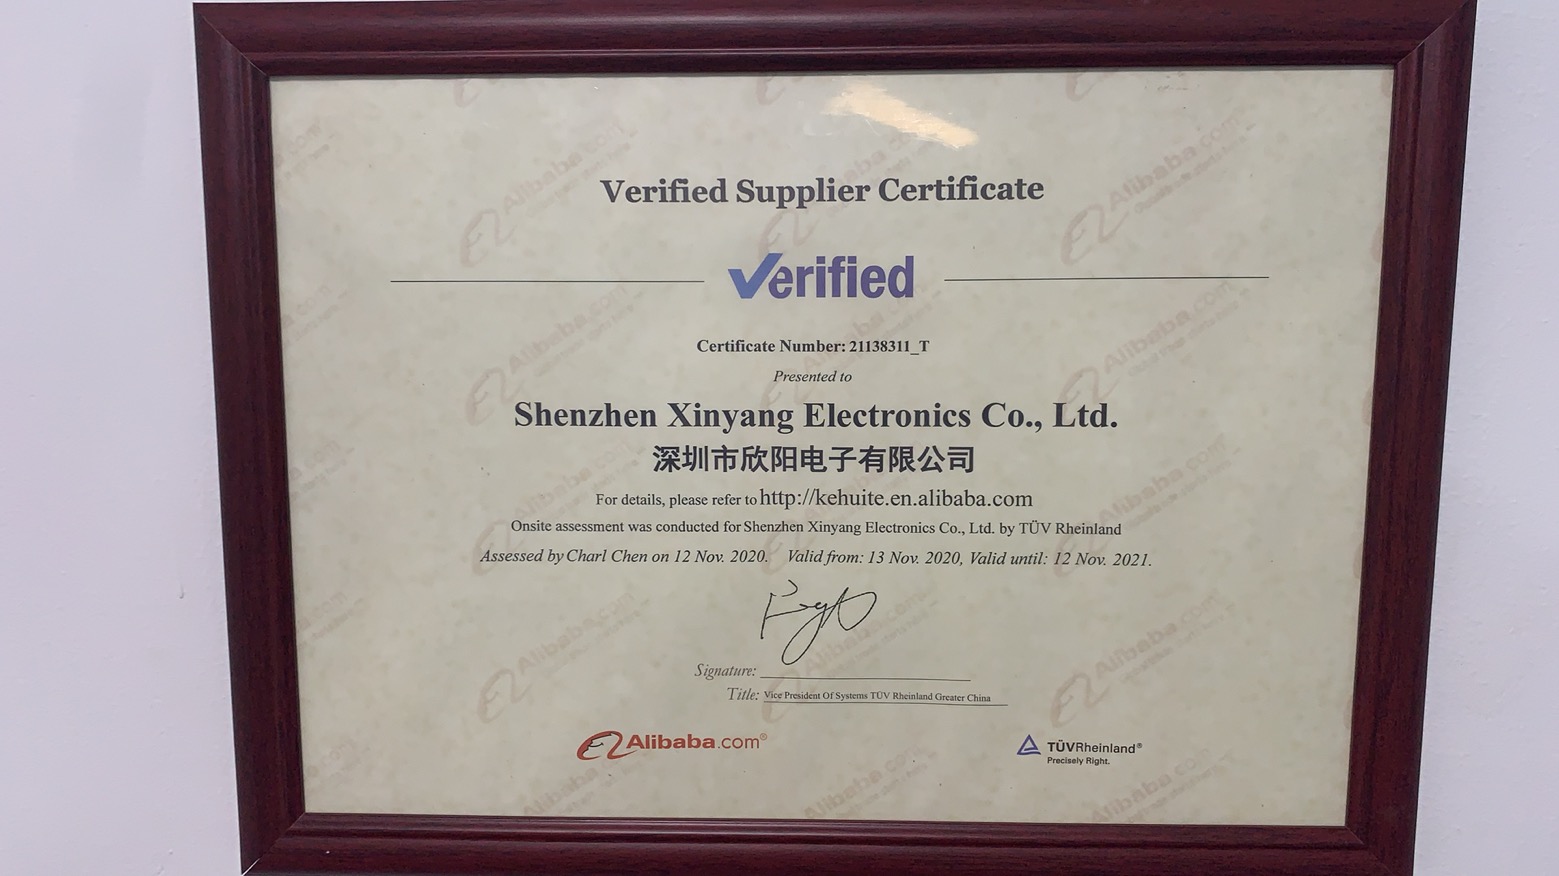 Verified Supplier Certificate
Verified
Certificate Number: 21138311_T
Presented to
Shenzhen Xinyang Electronics Co., Ltd.
深圳市欣阳电子有限公司
For details, please refer to http://kehuite.en.alibaba.com
Onsite assessment was conducted for Shenzhen Xinyang Electronics Co., Ltd. by TÜV Rheinland
Assessed by Charl Chen on 12 Nov. 2020. Valid from: 13 Nov. 2020, Valid until: 12 Nov. 2021.
Signature:
Title: Vice President Of Systems TÜV Rheinland Greater China
Alibaba.com®
TÜVRheinland®
Precisely Right.